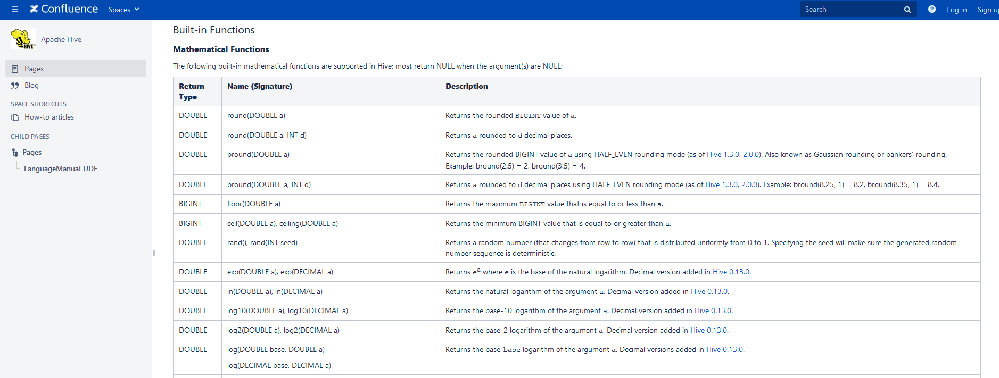 Confluence Spaces Search Log in Sign u
HIVE Apache Hive
Pages
Blog
SPACE SHORTCUTS
How-to articles
CHILD PAGES
Pages
LanguageManual UDF
Built-in Functions
Mathematical Functions
The following built-in mathematical functions are supported in Hive; most return NULL when the argument(s) are NULL:
Return Type Name (Signature) Description
DOUBLE round(DOUBLE a) Returns the rounded BIGINT value of a.
DOUBLE round(DOUBLE a, INT d) Returns a rounded to d decimal places.
DOUBLE bround(DOUBLE a) Returns the rounded BIGINT value of a using HALF_EVEN rounding mode (as of Hive 1.3.0, 2.0.0). Also known as Gaussian rounding or bankers' rounding.
Example: bround(2.5) = 2, bround(3.5) = 4.
DOUBLE bround(DOUBLE a, INT d) Returns a rounded to d decimal places using HALF_EVEN rounding mode (as of Hive 1.3.0, 2.0.0). Example: bround(8.25, 1) = 8.2, bround(8.35, 1) = 8.4.
BIGINT floor(DOUBLE a) Returns the maximum BIGINT value that is equal to or less than a.
BIGINT ceil(DOUBLE a), ceiling(DOUBLE a) Returns the minimum BIGINT value that is equal to or greater than a.
DOUBLE rand(), rand(INT seed) Returns a random number (that changes from row to row) that is distributed uniformly from 0 to 1. Specifying the seed will make sure the generated random
number sequence is deterministic.
DOUBLE exp(DOUBLE a), exp(DECIMAL a) Returns eᵃ where e is the base of the natural logarithm. Decimal version added in Hive 0.13.0.
DOUBLE ln(DOUBLE a), ln(DECIMAL a) Returns the natural logarithm of the argument a. Decimal version added in Hive 0.13.0.
DOUBLE log10(DOUBLE a), log10(DECIMAL a) Returns the base-10 logarithm of the argument a. Decimal version added in Hive 0.13.0.
DOUBLE log2(DOUBLE a), log2(DECIMAL a) Returns the base-2 logarithm of the argument a. Decimal version added in Hive 0.13.0.
DOUBLE log(DOUBLE base, DOUBLE a) Returns the base-base logarithm of the argument a. Decimal versions added in Hive 0.13.0.
log(DECIMAL base, DECIMAL a)